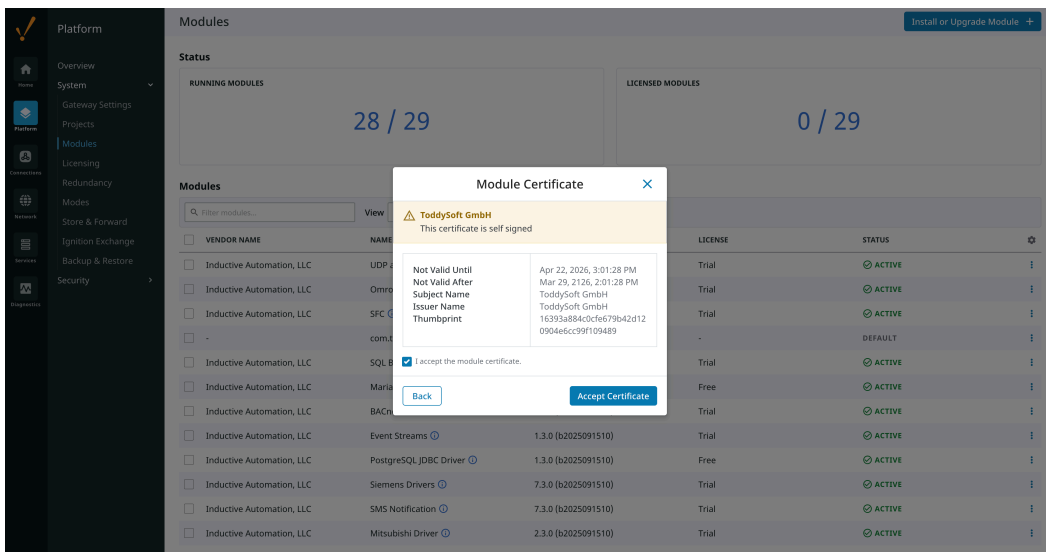 Modules
Install or Upgrade Module +
Platform
Overview
System
Gateway Settings
Projects
Modules
Licensing
Redundancy
Modes
Store & Forward
Ignition Exchange
Backup & Restore
Security
Home
Platform
Connections
Network
Services
Diagnostics
Status
RUNNING MODULES
28 / 29
LICENSED MODULES
0 / 29
Modules
Filter modules...
View
Module Certificate
ToddySoft GmbH
This certificate is self signed
Not Valid Until Apr 22, 2026, 3:01:28 PM
Not Valid After Mar 29, 2126, 2:01:28 PM
Subject Name ToddySoft GmbH
Issuer Name ToddySoft GmbH
Thumbprint 16393a884c0cfe679b42d12
0904e6cc99f109489
I accept the module certificate.
Back
Accept Certificate
VENDOR NAME NAME LICENSE STATUS
Inductive Automation, LLC UDP Trial ACTIVE
Inductive Automation, LLC Trial ACTIVE
Inductive Automation, LLC SFC Trial ACTIVE
- - DEFAULT
Inductive Automation, LLC SQL Trial ACTIVE
Inductive Automation, LLC Free ACTIVE
Inductive Automation, LLC Trial ACTIVE
Inductive Automation, LLC Event Streams 1.3.0 (b2025091510) Trial ACTIVE
Inductive Automation, LLC PostgreSQL JDBC Driver 1.3.0 (b2025091510) Free ACTIVE
Inductive Automation, LLC Siemens Drivers 7.3.0 (b2025091510) Trial ACTIVE
Inductive Automation, LLC SMS Notification 7.3.0 (b2025091510) Trial ACTIVE
Inductive Automation, LLC Mitsubishi Driver 2.3.0 (b2025091510) Trial ACTIVE